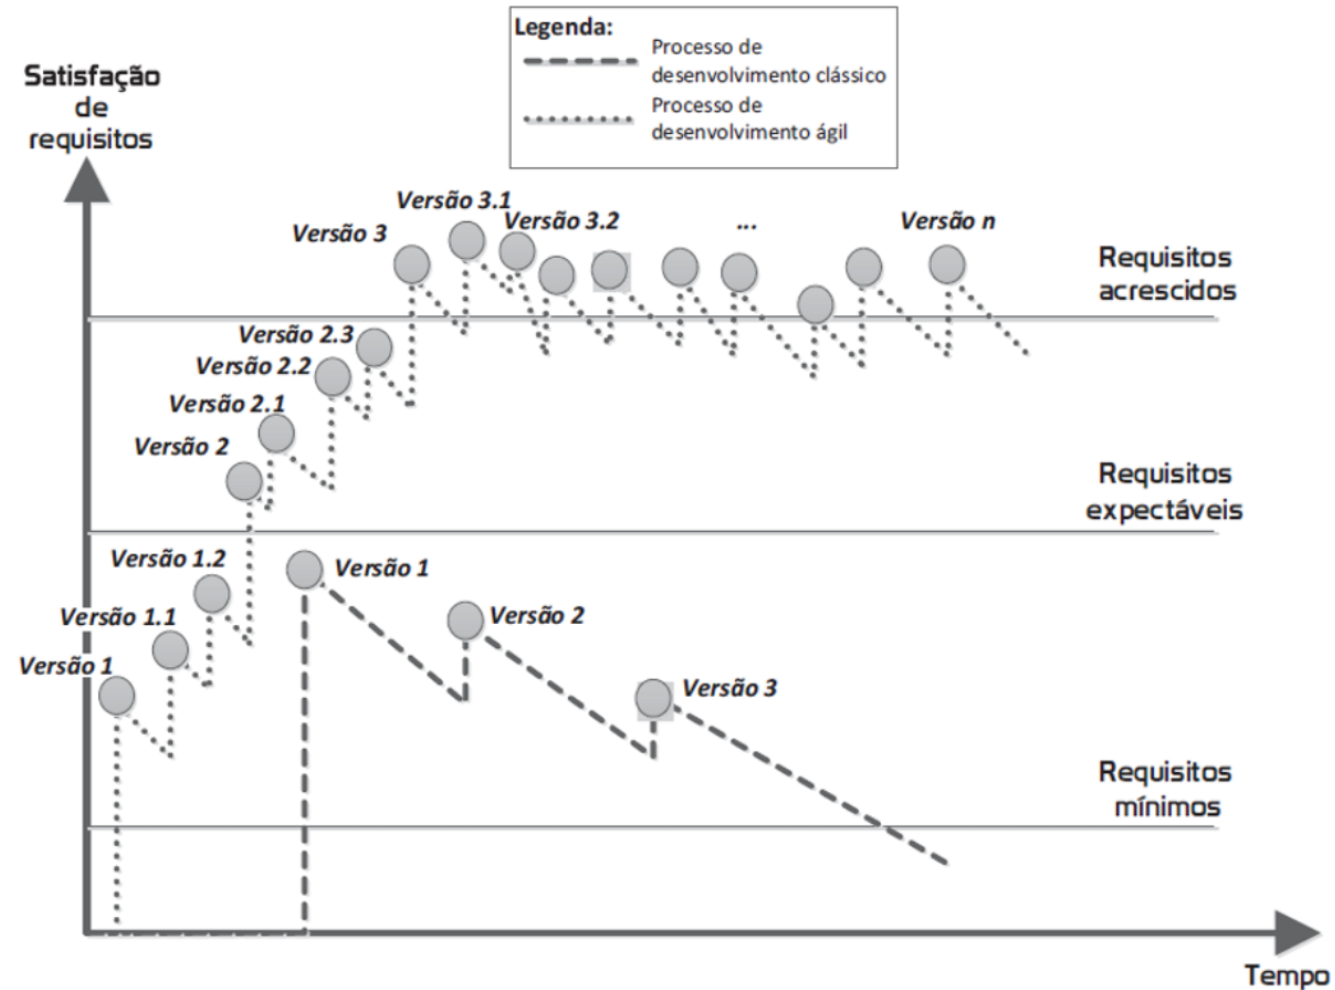 Legenda:
Processo de
desenvolvimento clássico
Processo de
desenvolvimento ágil
Satisfação
de
requisitos
Versão 3.1
Versão 3
Versão 3.2
...
Versão n
Requisitos
acrescidos
Versão 2.3
Versão 2.2
Versão 2.1
Versão 2
Requisitos
expectáveis
Versão 1.2
Versão 1
Versão 1.1
Versão 2
Versão 1
Versão 3
Requisitos
mínimos
Tempo